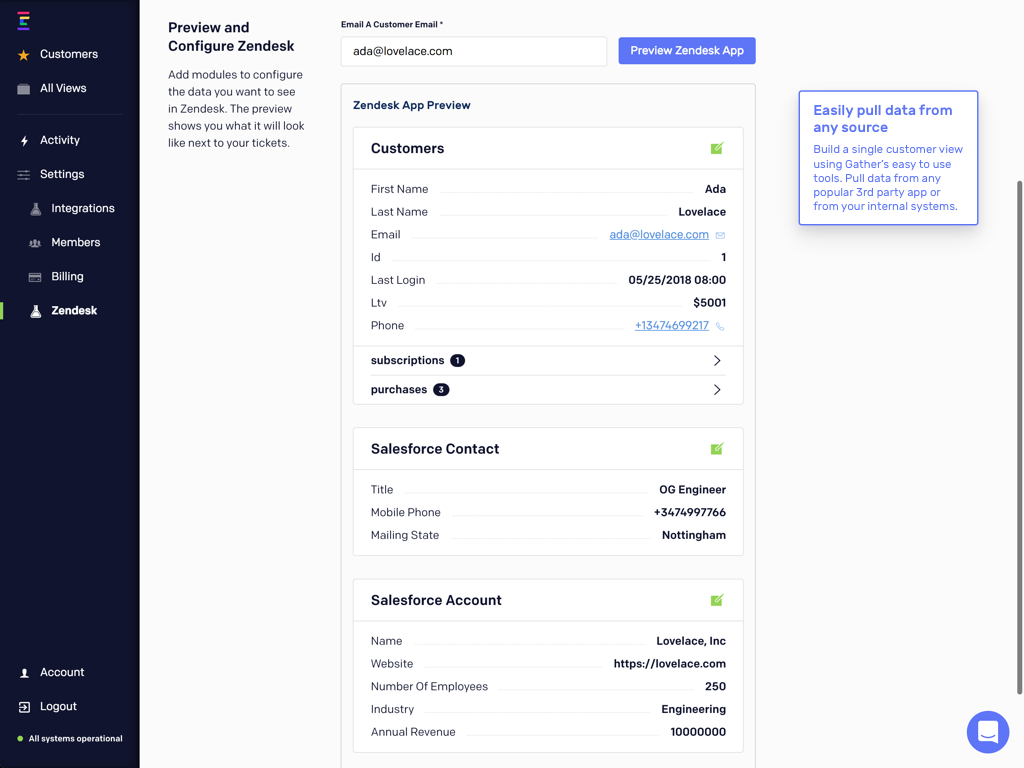 Customers
All Views
Activity
Settings
Integrations
Members
Billing
Zendesk
Account
Logout
All systems operational
Preview and
Configure Zendesk
Add modules to configure
the data you want to see
in Zendesk. The preview
shows you what it will look
like next to your tickets.
Email A Customer Email *
ada@lovelace.com
Preview Zendesk App
Zendesk App Preview
Customers
First Name Ada
Last Name Lovelace
Email ada@lovelace.com
Id 1
Last Login 05/25/2018 08:00
Ltv $5001
Phone +13474699217
subscriptions 1
purchases 3
Salesforce Contact
Title OG Engineer
Mobile Phone +3474997766
Mailing State Nottingham
Salesforce Account
Name Lovelace, Inc
Website https://lovelace.com
Number Of Employees 250
Industry Engineering
Annual Revenue 10000000
Easily pull data from
any source
Build a single customer view
using Gather's easy to use
tools. Pull data from any
popular 3rd party app or
from your internal systems.